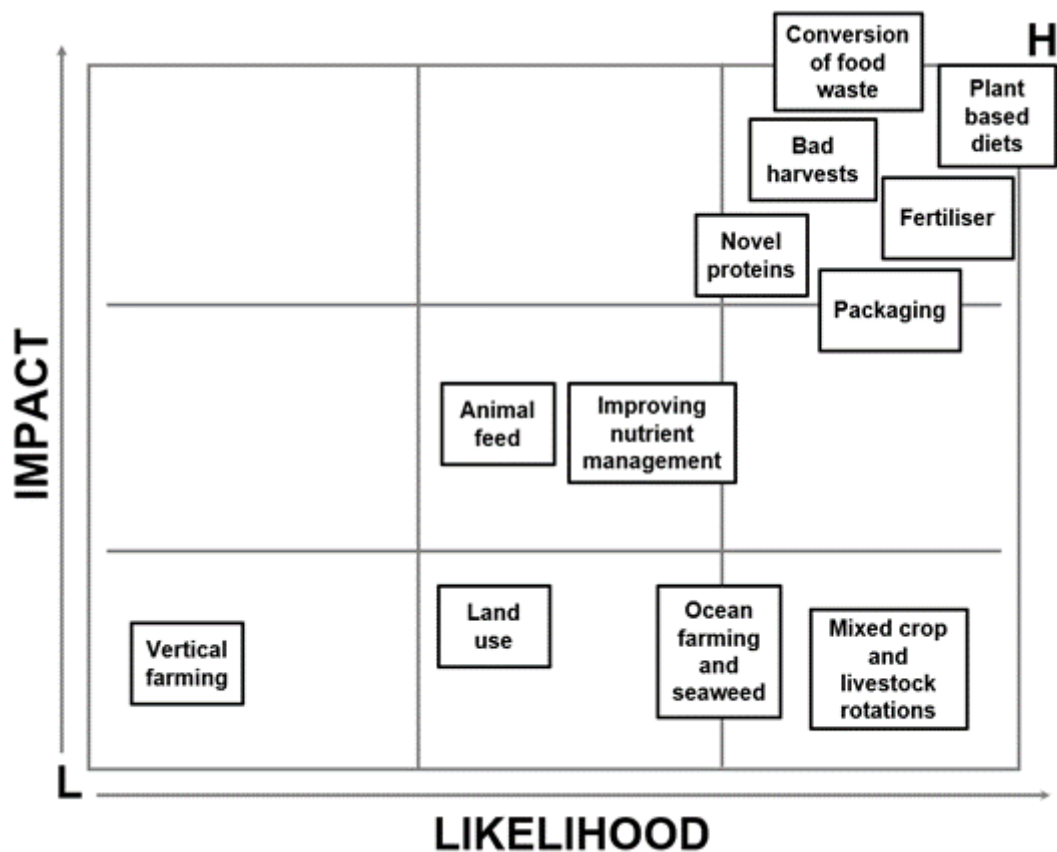 H
Conversion
of food
waste
Plant
based
diets
Bad
harvests
Fertiliser
Novel
proteins
Packaging
IMPACT
Animal
feed
Improving
nutrient
management
Vertical
farming
Land
use
Ocean
farming
and
seaweed
Mixed crop
and
livestock
rotations
L
LIKELIHOOD